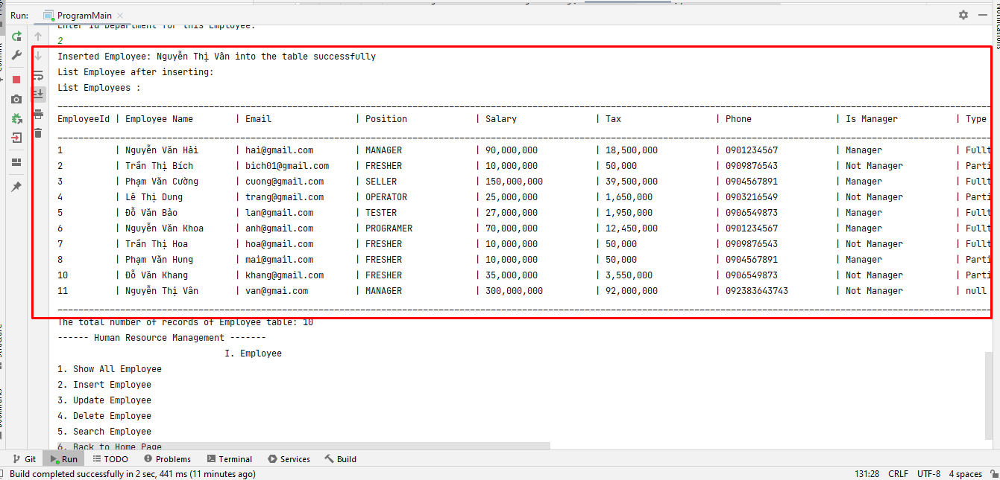 Run: ProgramMain
Enter Id Department for this Employee:
2
Inserted Employee: Nguyễn Thị Vân into the table successfully
List Employee after inserting:
List Employees :
EmployeeId | Employee Name | Email | Position | Salary | Tax | Phone | Is Manager | Type
1 | Nguyễn Văn Hải | hai@gmail.com | MANAGER | 90,000,000 | 18,500,000 | 0901234567 | Manager | Fullt
2 | Trần Thị Bích | bich01@gmail.com | FRESHER | 10,000,000 | 50,000 | 0909876543 | Not Manager | Parti
3 | Phạm Văn Cường | cuong@gmail.com | SELLER | 150,000,000 | 39,500,000 | 0904567891 | Manager | Fullt
4 | Lê Thị Dung | trang@gmail.com | OPERATOR | 25,000,000 | 1,650,000 | 0903216549 | Not Manager | Parti
5 | Đỗ Văn Bảo | lan@gmail.com | TESTER | 27,000,000 | 1,950,000 | 0906549873 | Manager | Fullt
6 | Nguyễn Văn Khoa | anh@gmail.com | PROGRAMER | 70,000,000 | 12,450,000 | 0901234567 | Manager | Fullt
7 | Trần Thị Hoa | hoa@gmail.com | FRESHER | 10,000,000 | 50,000 | 0909876543 | Not Manager | Fullt
8 | Phạm Văn Hung | mai@gmail.com | FRESHER | 10,000,000 | 50,000 | 0904567891 | Manager | Parti
10 | Đỗ Văn Khang | khang@gmail.com | FRESHER | 35,000,000 | 3,550,000 | 0906549873 | Not Manager | Parti
11 | Nguyễn Thị Vân | van@gmai.com | MANAGER | 300,000,000 | 92,000,000 | 092383643743 | Not Manager | null
The total number of records of Employee table: 10
------ Human Resource Management -------
I. Employee
1. Show All Employee
2. Insert Employee
3. Update Employee
4. Delete Employee
5. Search Employee
6. Back to Home Page
Git Run TODO Problems Terminal Services Build
Build completed successfully in 2 sec, 441 ms (11 minutes ago) 131:28 CRLF UTF-8 4 spaces